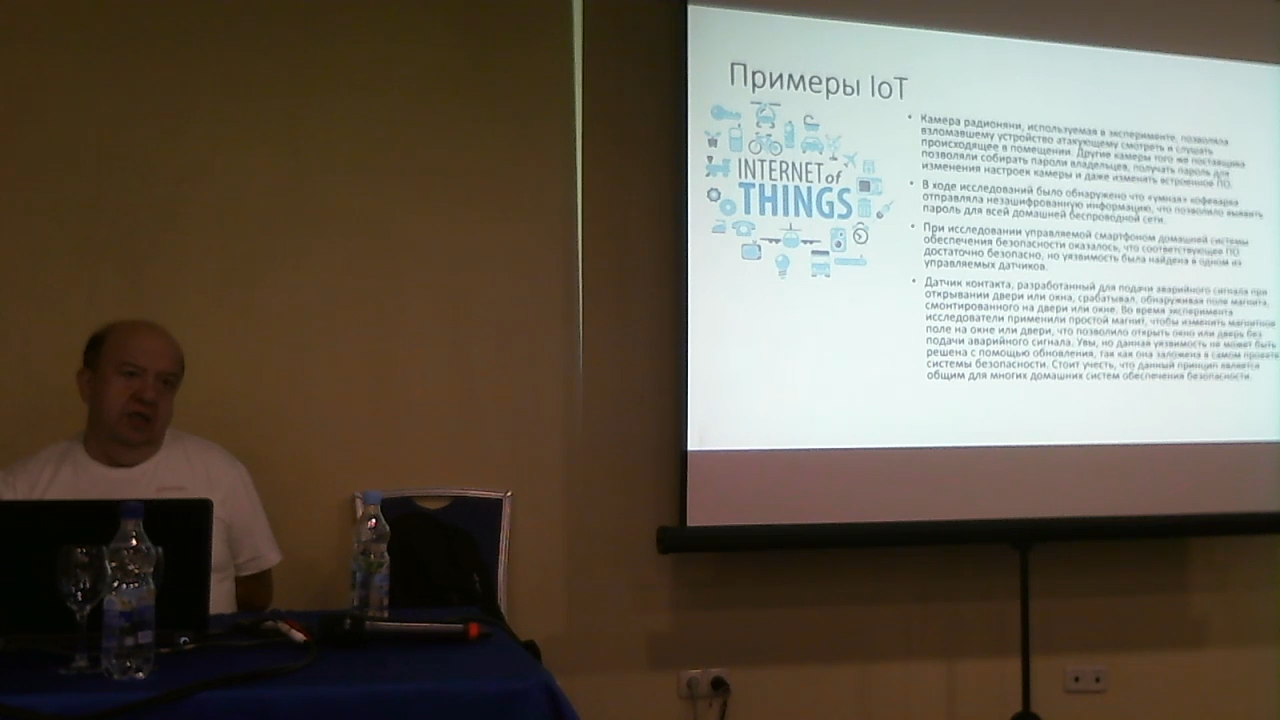 Примеры IoT
INTERNET of
THINGS
Камера радионяни, используемая в эксперименте, позволяла
взломавшему устройство атакующему смотреть и слушать
происходящее в помещении. Другие камеры того же поставщика
позволяли собирать пароли владельцев, получать пароль для
изменения настроек камеры и даже изменять встроенное ПО.
В ходе исследований было обнаружено что «умная» кофеварка
отправляла незашифрованную информацию, что позволило выявить
пароль для всей домашней беспроводной сети.
При исследовании управляемой смартфоном домашней системы
обеспечения безопасности оказалось, что соответствующее ПО
достаточно безопасно, но уязвимость была найдена в одном из
управляемых датчиков.
Датчик контакта, разработанный для подачи аварийного сигнала при
открывании двери или окна, срабатывал, обнаруживая поле магнита,
смонтированного на двери или окне. Во время эксперимента
исследователи применили простой магнит, чтобы изменить магнитное
поле на окне или двери, что позволило открыть окно или дверь без
подачи аварийного сигнала. Увы, но данная уязвимость не может быть
решена с помощью обновления, так как она заложена в самом проекте
системы безопасности. Стоит учесть, что данный принцип является
общим для многих домашних систем обеспечения безопасности.